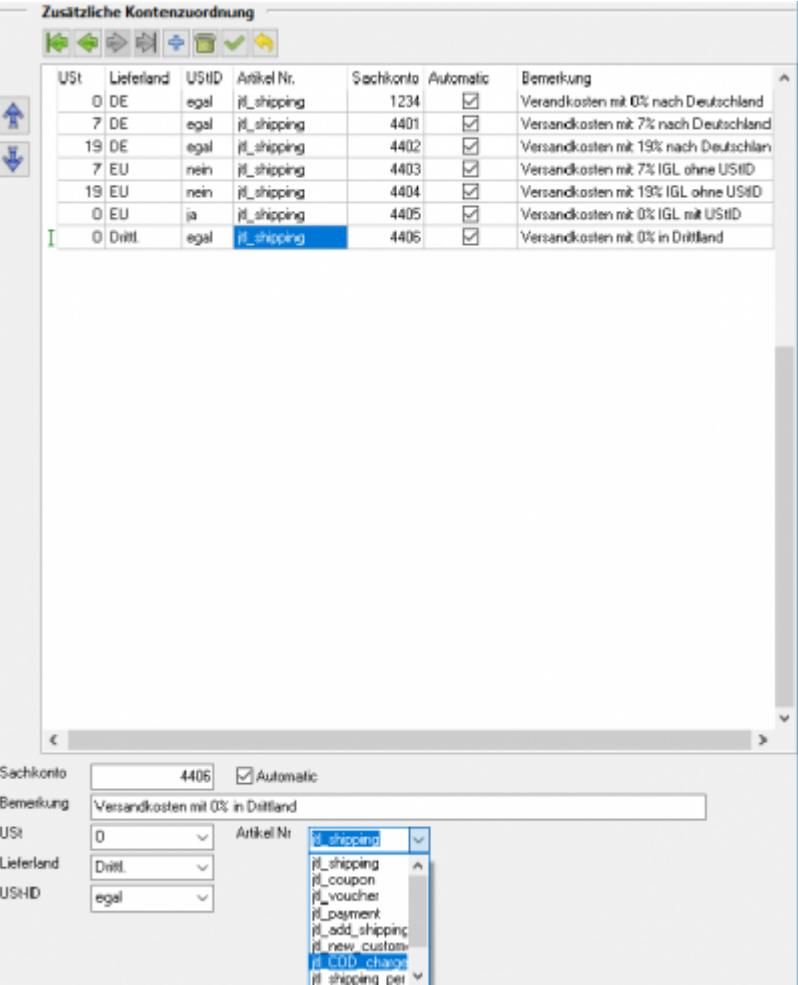 Zusätzliche Kontenzuordnung
USt Lieferland UStID Artikel Nr. Sachkonto Automatic Bemerkung
0 DE egal jtl_shipping 1234 Verandkosten mit 0% nach Deutschland
7 DE egal jtl_shipping 4401 Versandkosten mit 7% nach Deutschland
19 DE egal jtl_shipping 4402 Versandkosten mit 19% nach Deutschlan
7 EU nein jtl_shipping 4403 Versandkosten mit 7% IGL ohne UStID
19 EU nein jtl_shipping 4404 Versandkosten mit 19% IGL ohne UStID
0 EU ja jtl_shipping 4405 Versandkosten mit 0% IGL mit UStID
0 Drittl. egal jtl_shipping 4406 Versandkosten mit 0% in Drittland
Sachkonto 4406 Automatic
Bemerkung Versandkosten mit 0% in Drittland
USt 0 Artikel Nr jtl_shipping
Lieferland Drittl.
UStID egal
jtl_shipping
jtl_coupon
jtl_voucher
jtl_payment
jtl_add_shipping
jtl_new_custome
jtl_COD_charge
jtl_shipping_per